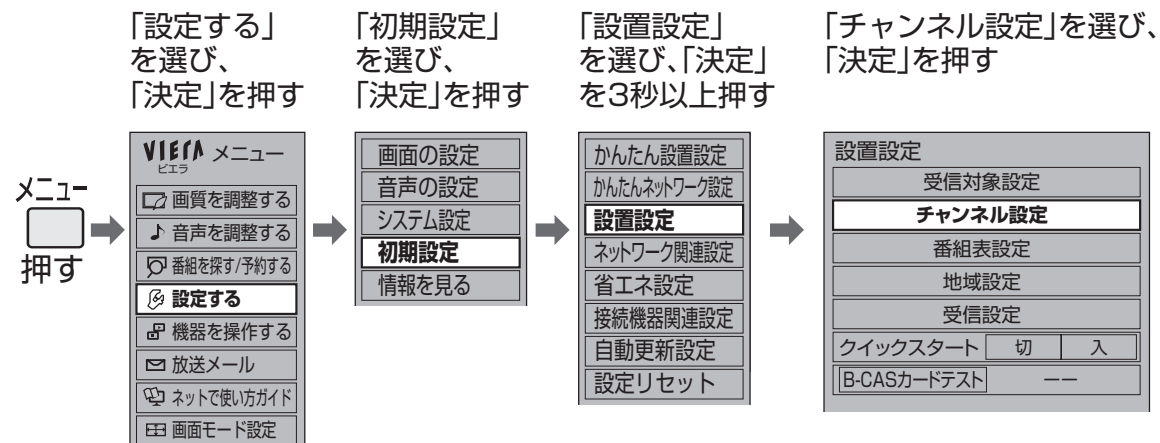 「設定する」
を選び、
「決定」を押す
「初期設定」
を選び、
「決定」を押す
「設置設定」
を選び、「決定」
を3秒以上押す
「チャンネル設定」を選び、
「決定」を押す
メニュー
押す
VIERA メニュー
ビエラ
画質を調整する
音声を調整する
番組を探す/予約する
設定する
機器を操作する
放送メール
ネットで使い方ガイド
画面モード設定
画面の設定
音声の設定
システム設定
初期設定
情報を見る
かんたん設置設定
かんたんネットワーク設定
設置設定
ネットワーク関連設定
省エネ設定
接続機器関連設定
自動更新設定
設定リセット
設置設定
受信対象設定
チャンネル設定
番組表設定
地域設定
受信設定
クイックスタート 切 入
B-CASカードテスト ーー